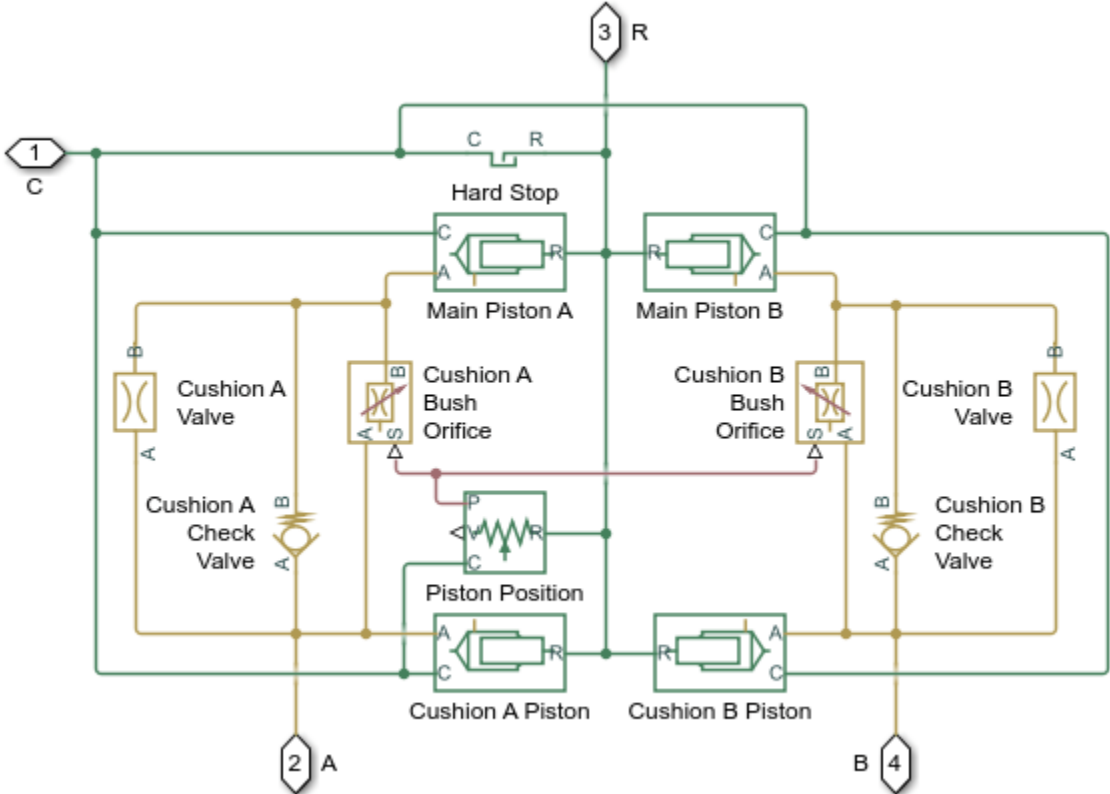 3 R
1
C
C R
Hard Stop
C
R
A
Main Piston A
C
R
A
Main Piston B
B
Cushion A
Valve
A
B
A S
Cushion A
Bush
Orifice
Cushion B
Bush
Orifice
B
S A
Cushion B
Valve
B
A
Cushion A
Check
Valve
B
A
P
V R
C
Piston Position
B
A
Cushion B
Check
Valve
A
R
C
Cushion A Piston
A
R
C
Cushion B Piston
2 A
B 4